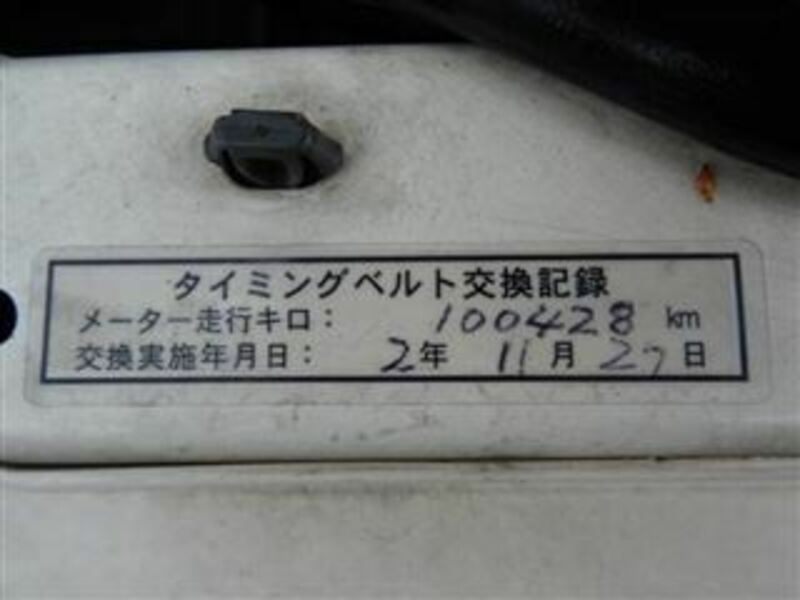 タイミングベルト交換記録
メーター走行キロ: 100428 km
交換実施年月日: 2年 11月 27日